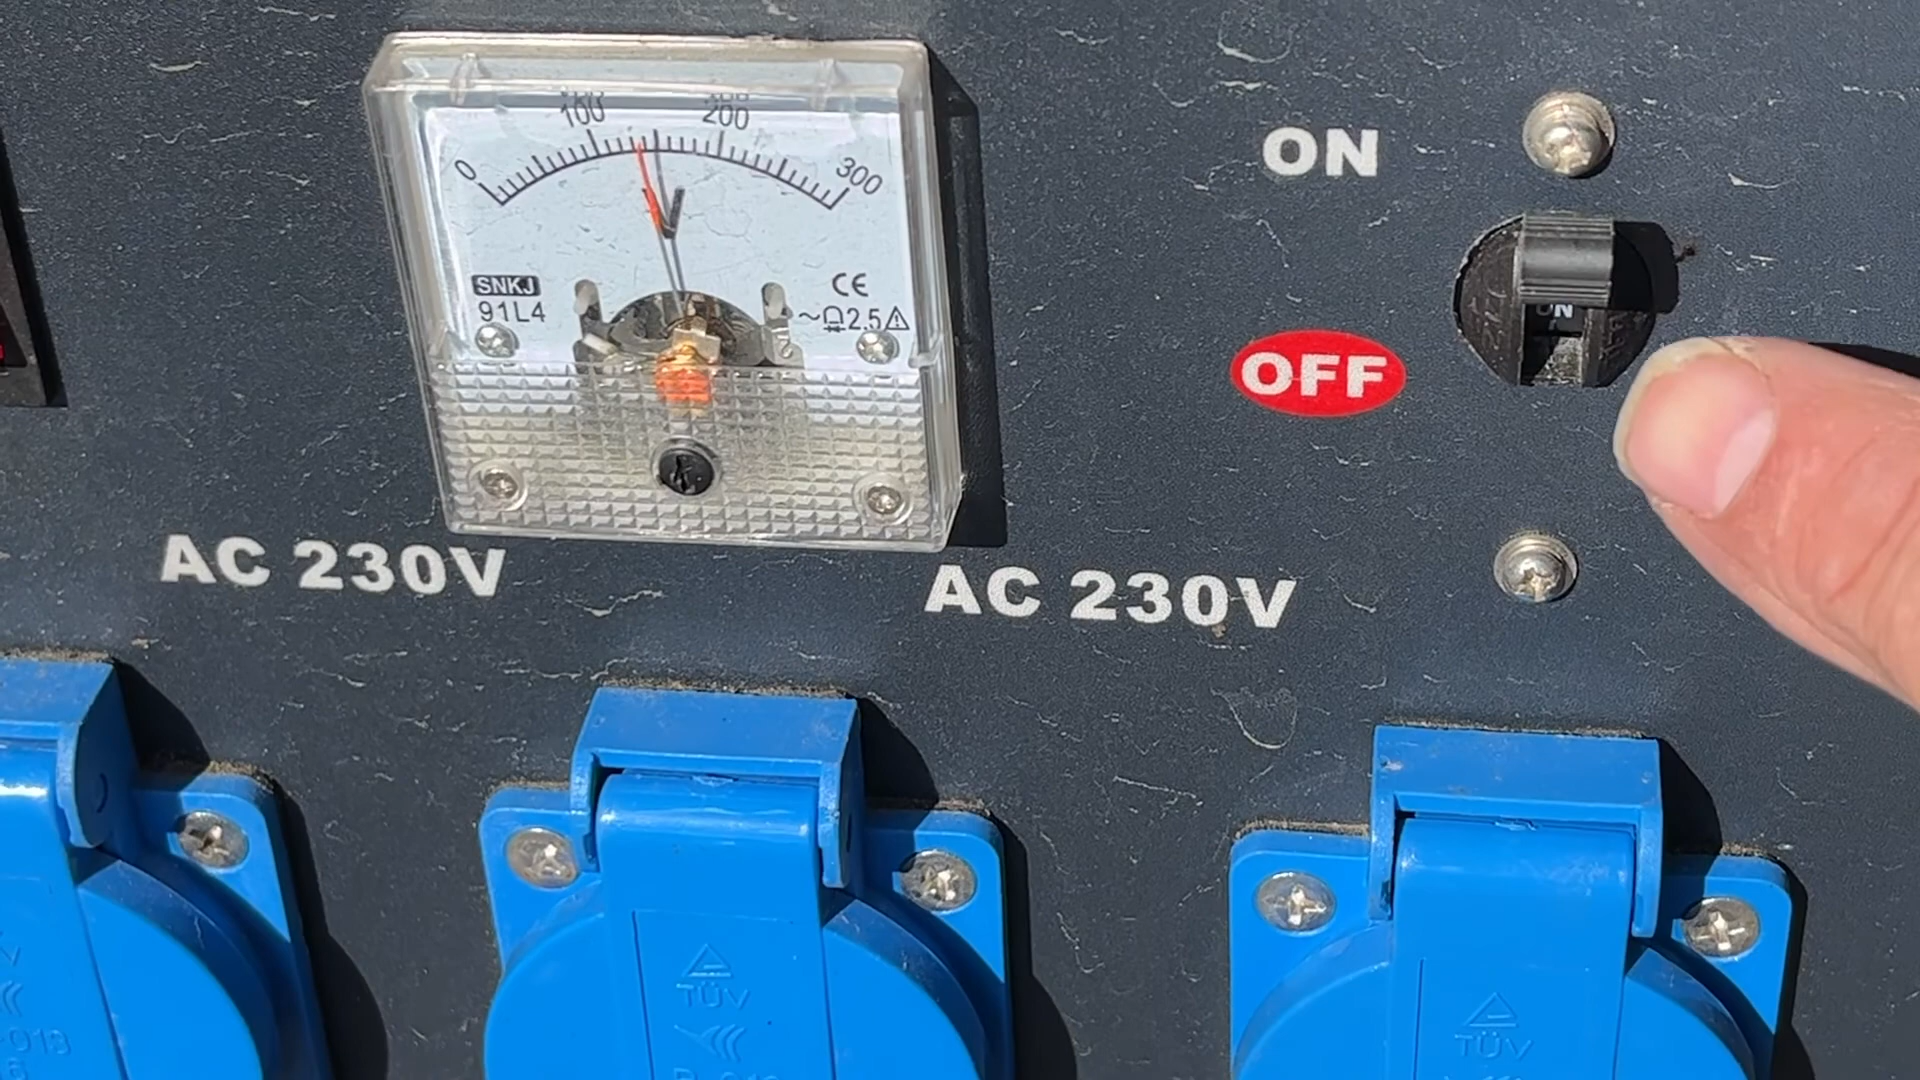 0 100 200 300
SNKJ
91L4
CE
~ 2.5
ON
ON
OFF
AC 230V
AC 230V
TÜV
TÜV